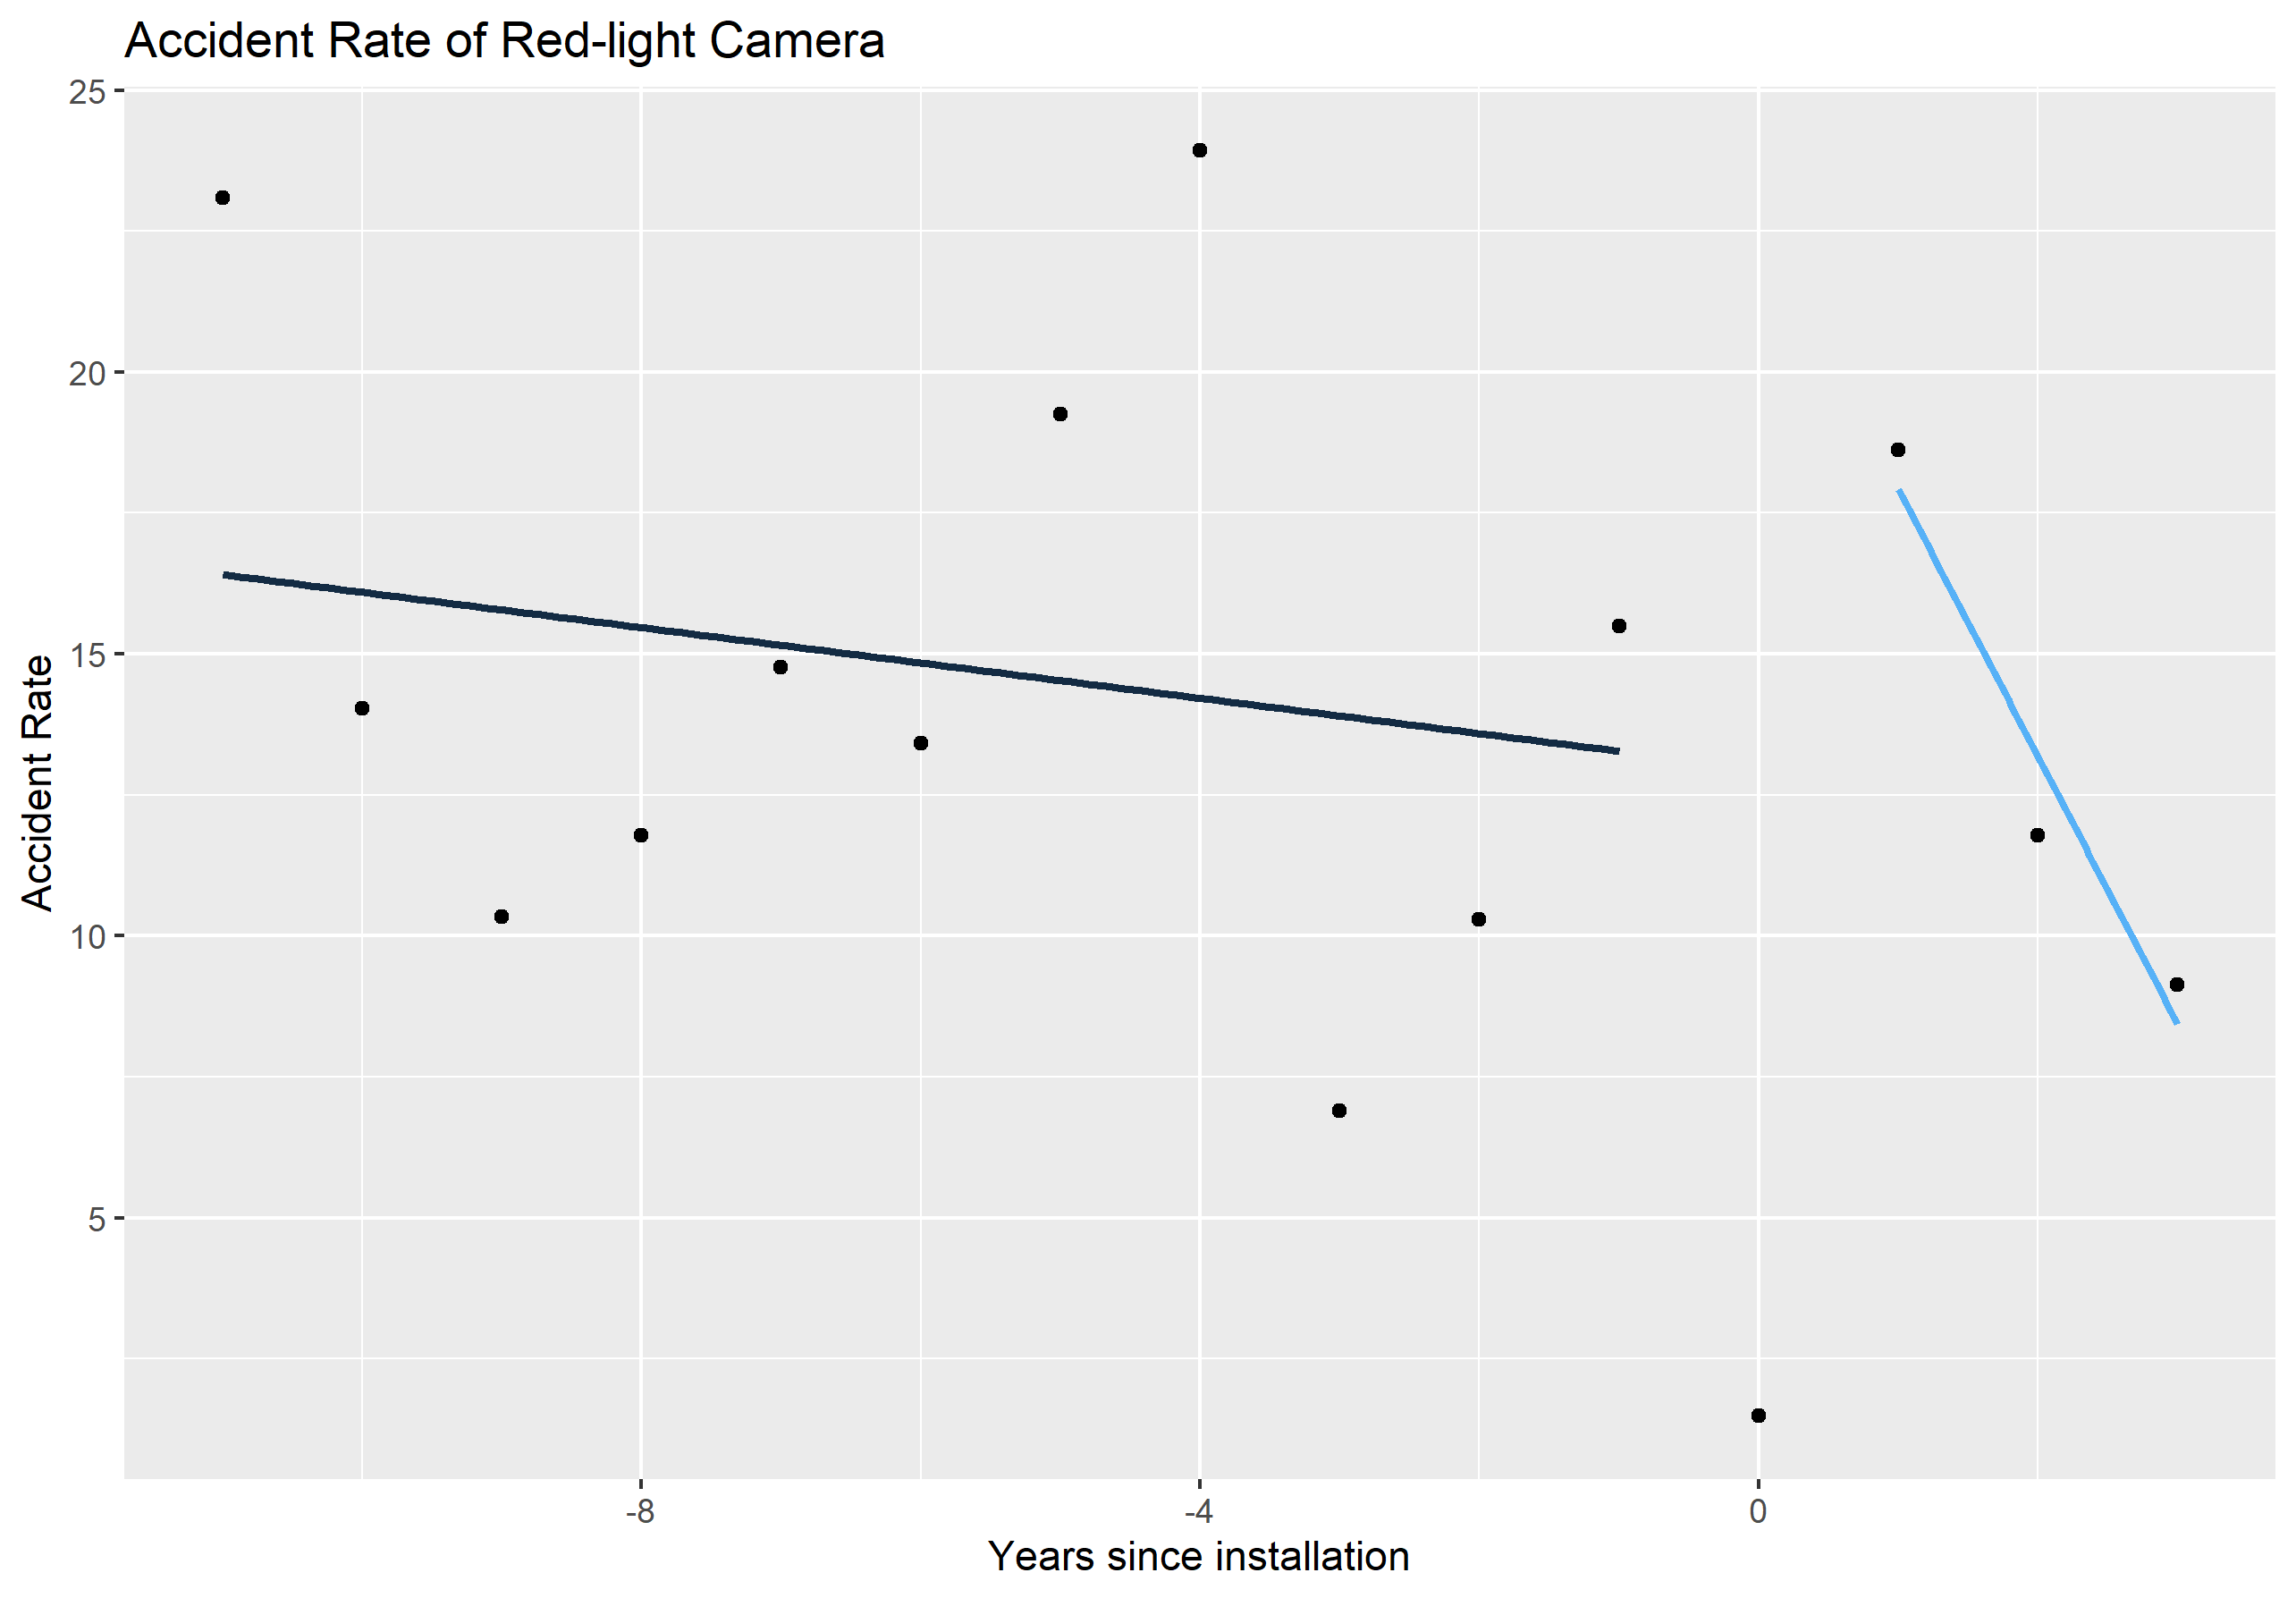 Accident Rate of Red-light Camera
25
20
15
10
5
Accident Rate
-8
-4
0
Years since installation